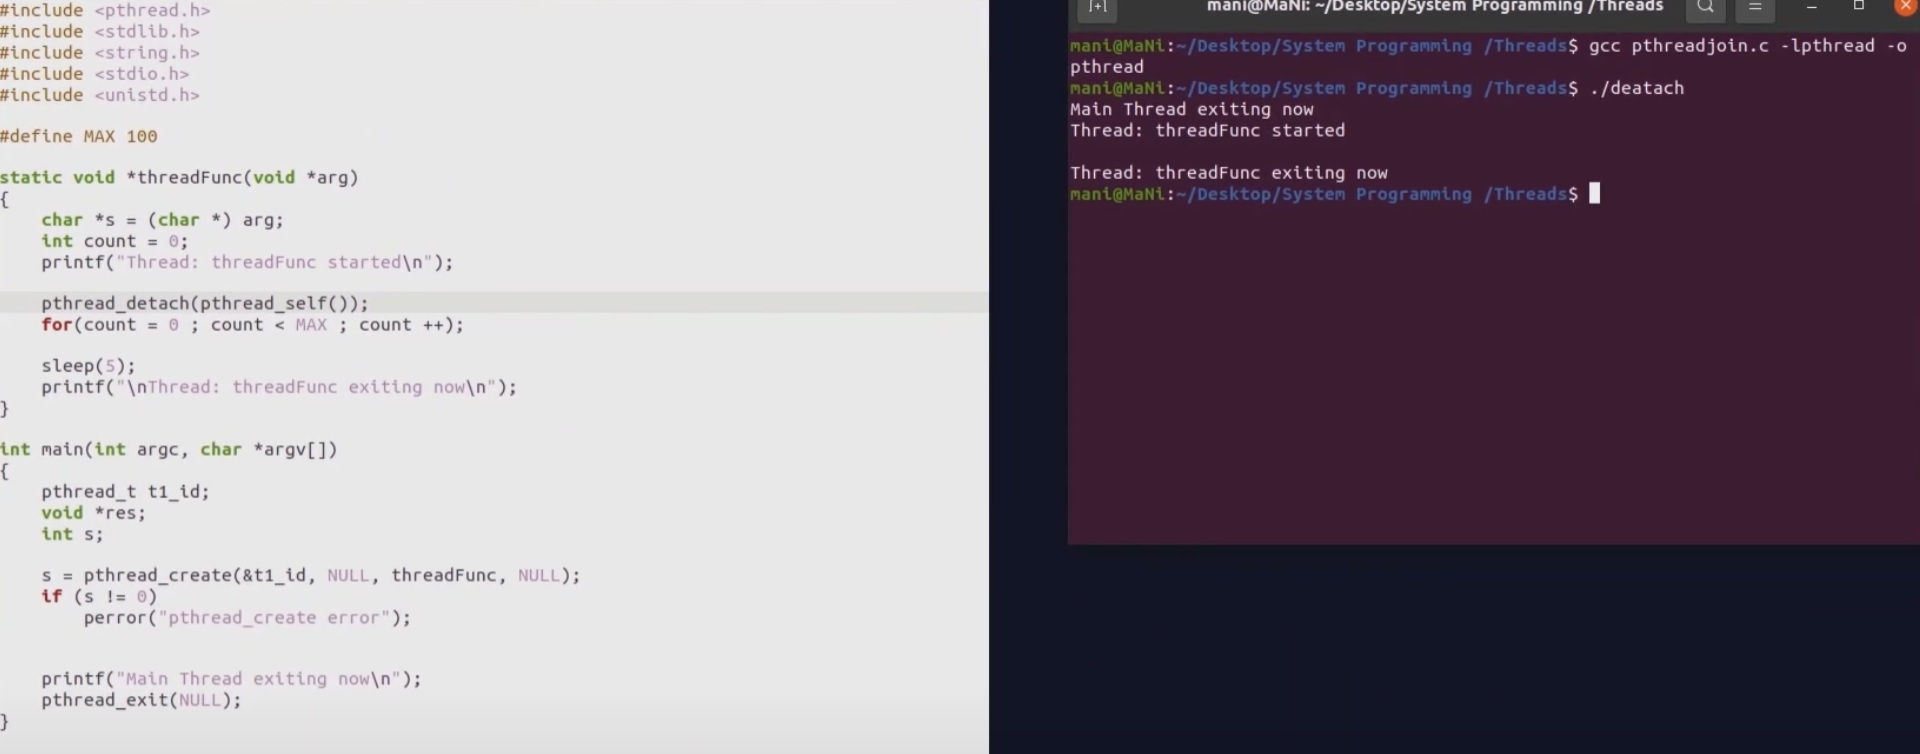 #include <pthread.h>
#include <stdlib.h>
#include <string.h>
#include <stdio.h>
#include <unistd.h>
#define MAX 100
static void *threadFunc(void *arg)
{
    char *s = (char *) arg;
    int count = 0;
    printf("Thread: threadFunc started\n");
    pthread_detach(pthread_self());
    for(count = 0 ; count < MAX ; count ++);
    sleep(5);
    printf("\nThread: threadFunc exiting now\n");
}
int main(int argc, char *argv[])
{
    pthread_t t1_id;
    void *res;
    int s;
    s = pthread_create(&t1_id, NULL, threadFunc, NULL);
    if (s != 0)
        perror("pthread_create error");
    printf("Main Thread exiting now\n");
    pthread_exit(NULL);
}
mani@MaNi: ~/Desktop/System Programming /Threads
mani@MaNi:~/Desktop/System Programming /Threads$ gcc pthreadjoin.c -lpthread -o
pthread
mani@MaNi:~/Desktop/System Programming /Threads$ ./deatach
Main Thread exiting now
Thread: threadFunc started
Thread: threadFunc exiting now
mani@MaNi:~/Desktop/System Programming /Threads$